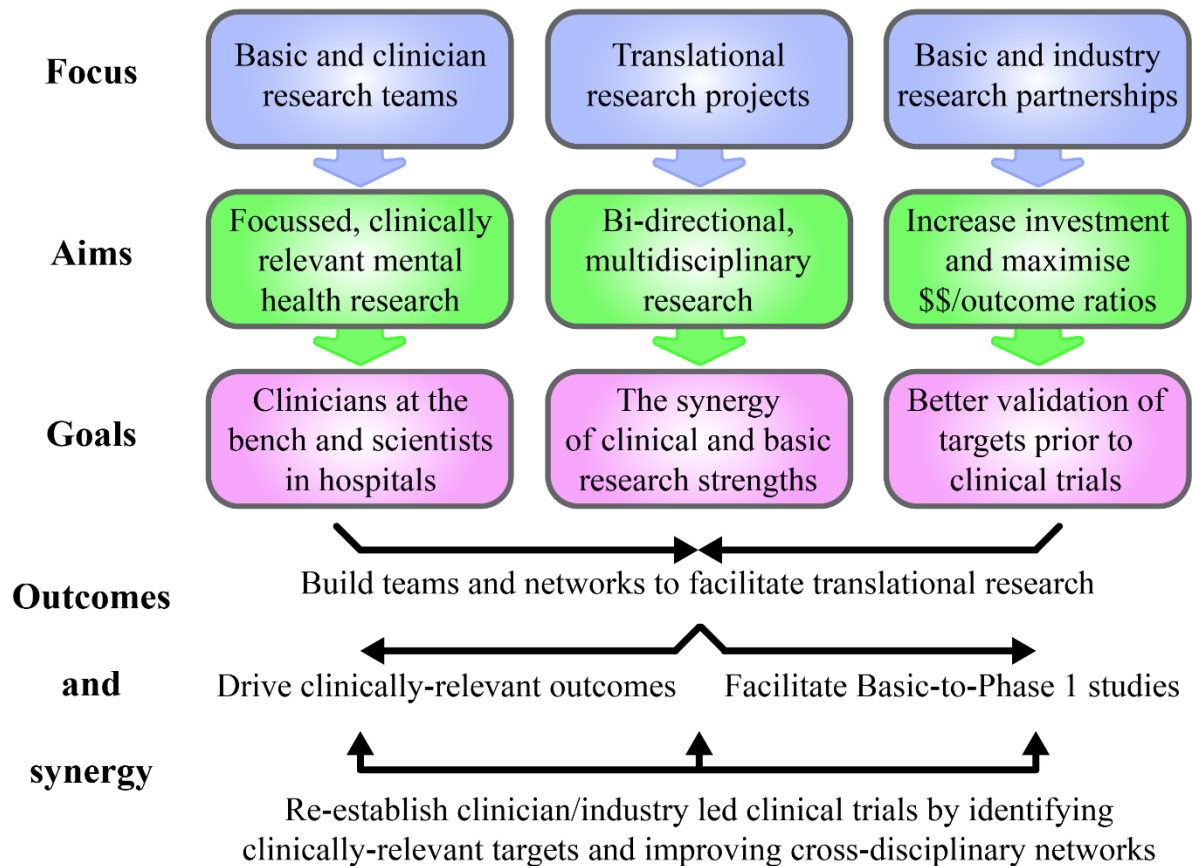 Focus
Basic and clinician
research teams
Translational
research projects
Basic and industry
research partnerships
Aims
Focussed, clinically
relevant mental
health research
Bi-directional,
multidisciplinary
research
Increase investment
and maximise
$$/outcome ratios
Goals
Clinicians at the
bench and scientists
in hospitals
The synergy
of clinical and basic
research strengths
Better validation of
targets prior to
clinical trials
Outcomes
and
synergy
Build teams and networks to facilitate translational research
Drive clinically-relevant outcomes
Facilitate Basic-to-Phase 1 studies
Re-establish clinician/industry led clinical trials by identifying
clinically-relevant targets and improving cross-disciplinary networks